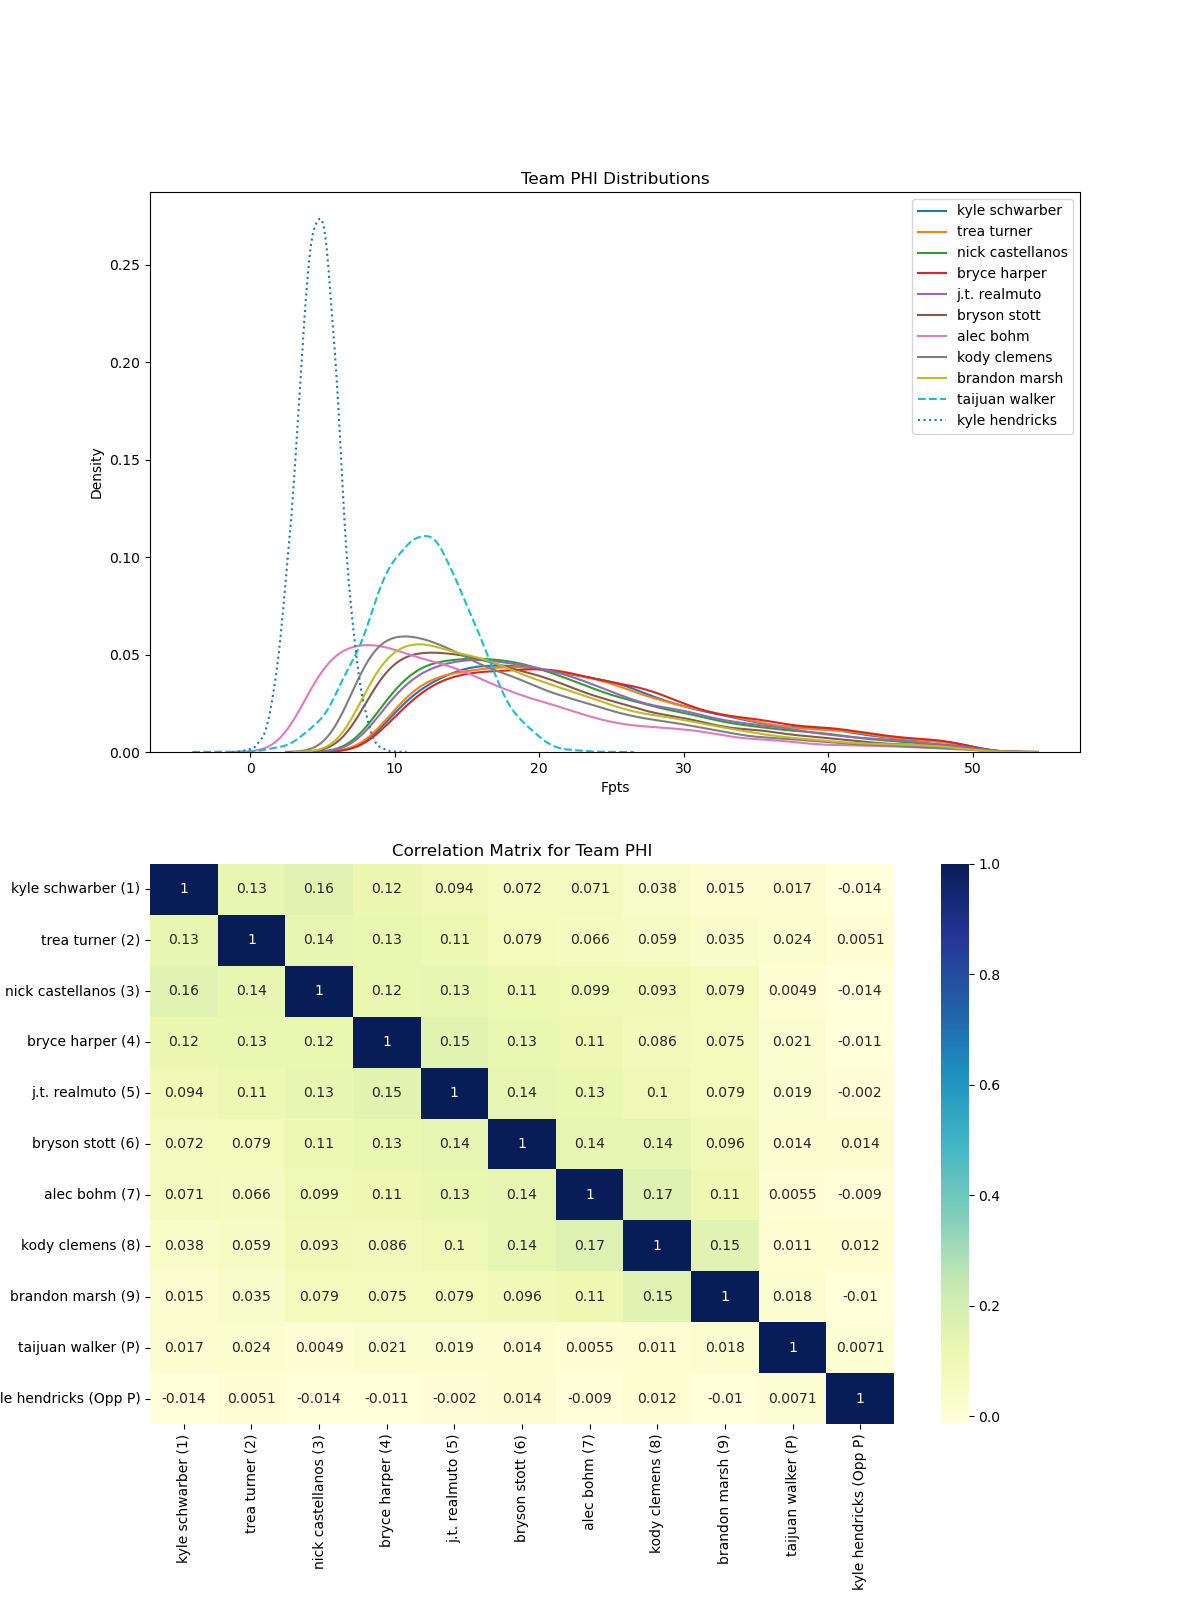 Team PHI Distributions
kyle schwarber
trea turner
nick castellanos
bryce harper
j.t. realmuto
bryson stott
alec bohm
kody clemens
brandon marsh
taijuan walker
kyle hendricks
Density
0.25
0.20
0.15
0.10
0.05
0.00
0 10 20 30 40 50
Fpts
Correlation Matrix for Team PHI
kyle schwarber (1) 1 0.13 0.16 0.12 0.094 0.072 0.071 0.038 0.015 0.017 -0.014
trea turner (2) 0.13 1 0.14 0.13 0.11 0.079 0.066 0.059 0.035 0.024 0.0051
nick castellanos (3) 0.16 0.14 1 0.12 0.13 0.11 0.099 0.093 0.079 0.0049 -0.014
bryce harper (4) 0.12 0.13 0.12 1 0.15 0.13 0.11 0.086 0.075 0.021 -0.011
j.t. realmuto (5) 0.094 0.11 0.13 0.15 1 0.14 0.13 0.1 0.079 0.019 -0.002
bryson stott (6) 0.072 0.079 0.11 0.13 0.14 1 0.14 0.14 0.096 0.014 0.014
alec bohm (7) 0.071 0.066 0.099 0.11 0.13 0.14 1 0.17 0.11 0.0055 -0.009
kody clemens (8) 0.038 0.059 0.093 0.086 0.1 0.14 0.17 1 0.15 0.011 0.012
brandon marsh (9) 0.015 0.035 0.079 0.075 0.079 0.096 0.11 0.15 1 0.018 -0.01
taijuan walker (P) 0.017 0.024 0.0049 0.021 0.019 0.014 0.0055 0.011 0.018 1 0.0071
le hendricks (Opp P) -0.014 0.0051 -0.014 -0.011 -0.002 0.014 -0.009 0.012 -0.01 0.0071 1
kyle schwarber (1)
trea turner (2)
nick castellanos (3)
bryce harper (4)
j.t. realmuto (5)
bryson stott (6)
alec bohm (7)
kody clemens (8)
brandon marsh (9)
taijuan walker (P)
kyle hendricks (Opp P)
1.0
0.8
0.6
0.4
0.2
0.0